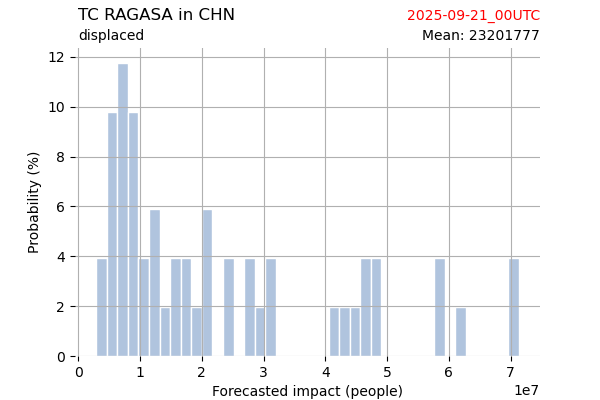 TC RAGASA in CHN
2025-09-21_00UTC
displaced
Mean: 23201777
12
10
8
6
4
2
0
Probability (%)
0 1 2 3 4 5 6 7
1e7
Forecasted impact (people)